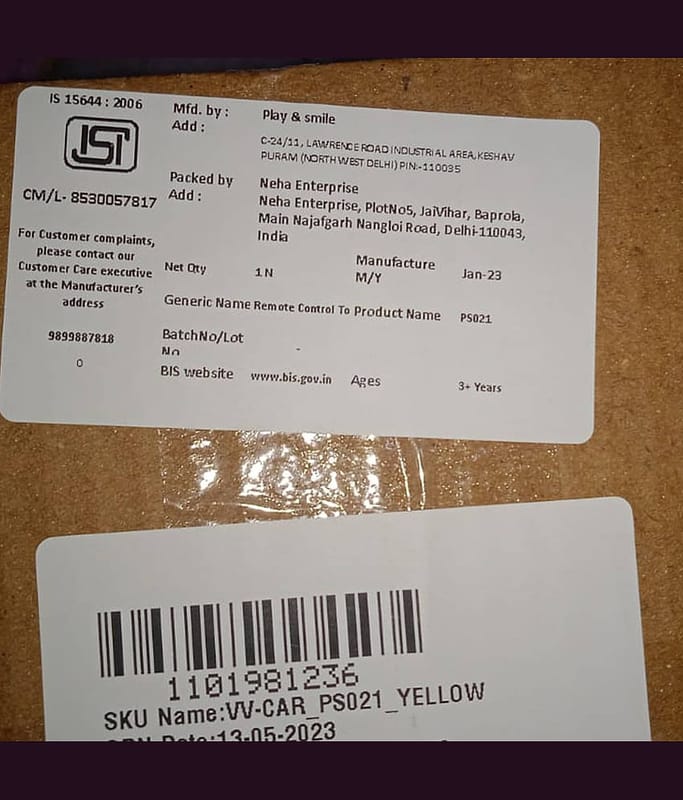 IS 15644 : 2006
ISI
CM/L- 8530057817
For Customer complaints,
please contact our
Customer Care executive
at the Manufacturer's
address
9899887818
0
Mfd. by : Play & smile
Add :
C-24/11, LAWRENCE ROAD INDUSTRIAL AREA, KESHAV
PURAM (NORTH WEST DELHI) PIN:-110035
Packed by Neha Enterprise
Add : Neha Enterprise, PlotNo5, JaiVihar, Baprola,
Main Najafgarh Nangloi Road, Delhi-110043,
India
Net Qty 1 N Manufacture M/Y Jan-23
Generic Name Remote Control To Product Name PS021
BatchNo/Lot
No -
BIS website www.bis.gov.in Ages 3+ Years
1101981236
SKU Name:VV-CAR_PS021_YELLOW
Date:13-05-2023